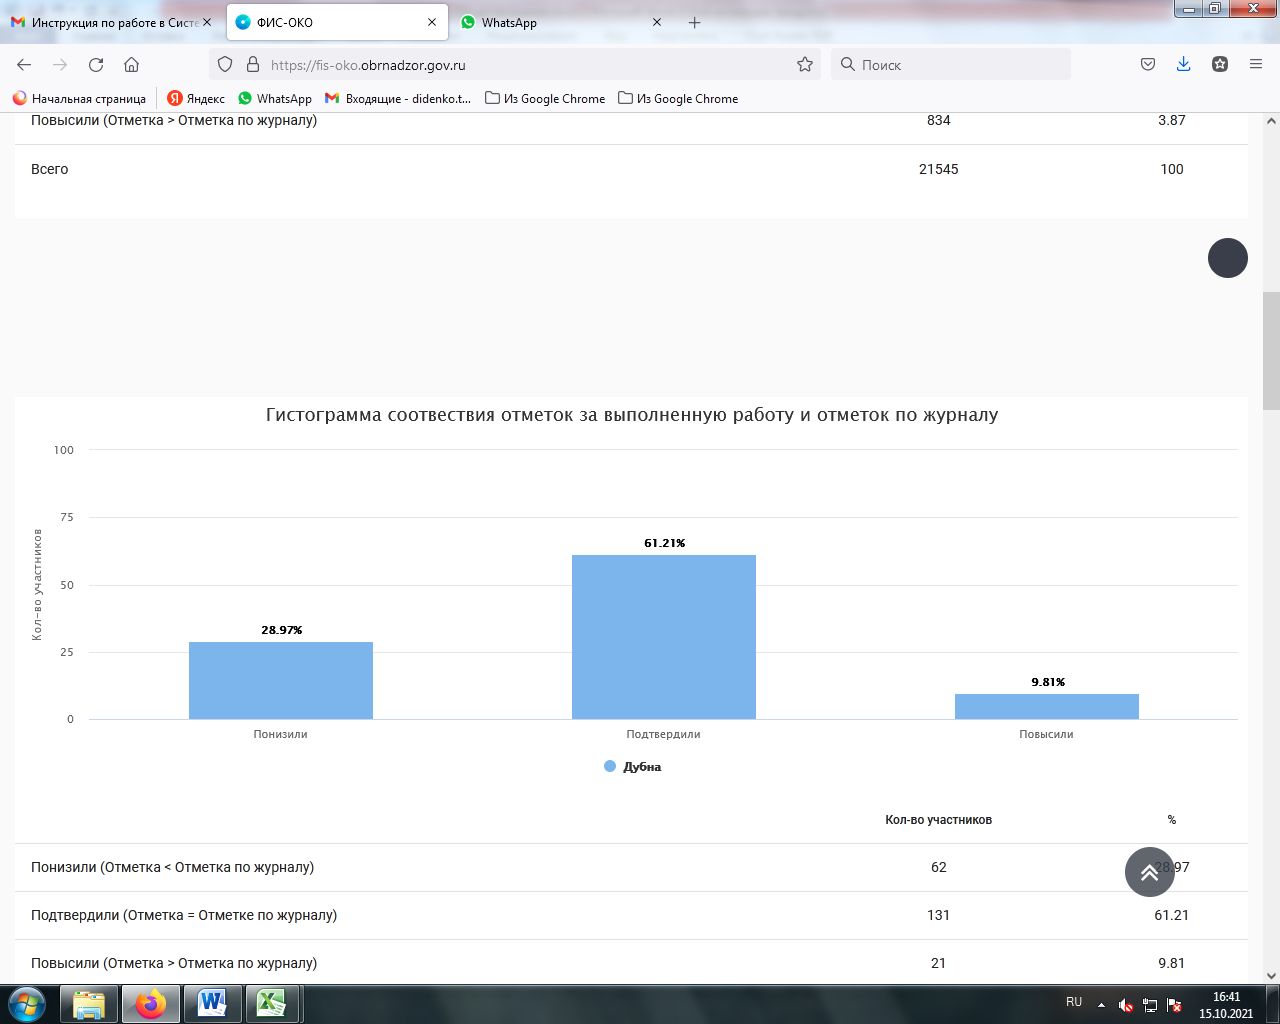 Инструкция по работе в Систе
ФИС-ОКО
WhatsApp
https://fis-oko.obrnadzor.gov.ru
Поиск
Начальная страница
Яндекс
WhatsApp
Входящие - didenko.t...
Из Google Chrome
Из Google Chrome
Повысили (Отметка > Отметка по журналу) 834 3.87
Всего 21545 100
Гистограмма соотвествия отметок за выполненную работу и отметок по журналу
100
75
50
25
0
Кол-во участников
28.97%
61.21%
9.81%
Понизили Подтвердили Повысили
Дубна
Кол-во участников %
Понизили (Отметка < Отметка по журналу) 62 28.97
Подтвердили (Отметка = Отметке по журналу) 131 61.21
Повысили (Отметка > Отметка по журналу) 21 9.81
RU
16:41
15.10.2021